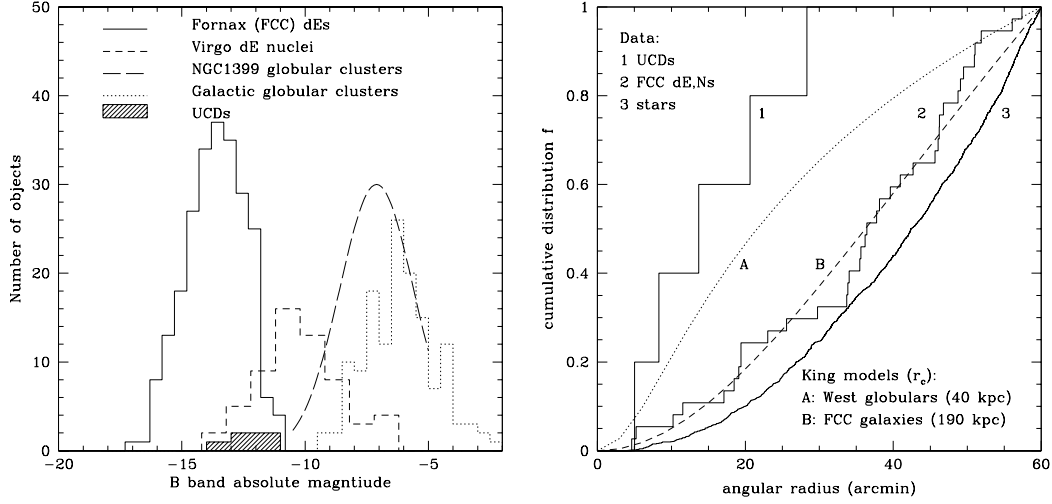 Fornax (FCC) dEs
Virgo dE nuclei
NGC1399 globular clusters
Galactic globular clusters
UCDs
50
40
30
20
10
0
Number of objects
-20
-15
-10
-5
B band absolute magntiude
Data:
1 UCDs
2 FCC dE,Ns
3 stars
1
2
3
A
B
King models (rc):
A: West globulars (40 kpc)
B: FCC galaxies (190 kpc)
1
0.8
0.6
0.4
0.2
0
cumulative distribution f
0
20
40
60
angular radius (arcmin)